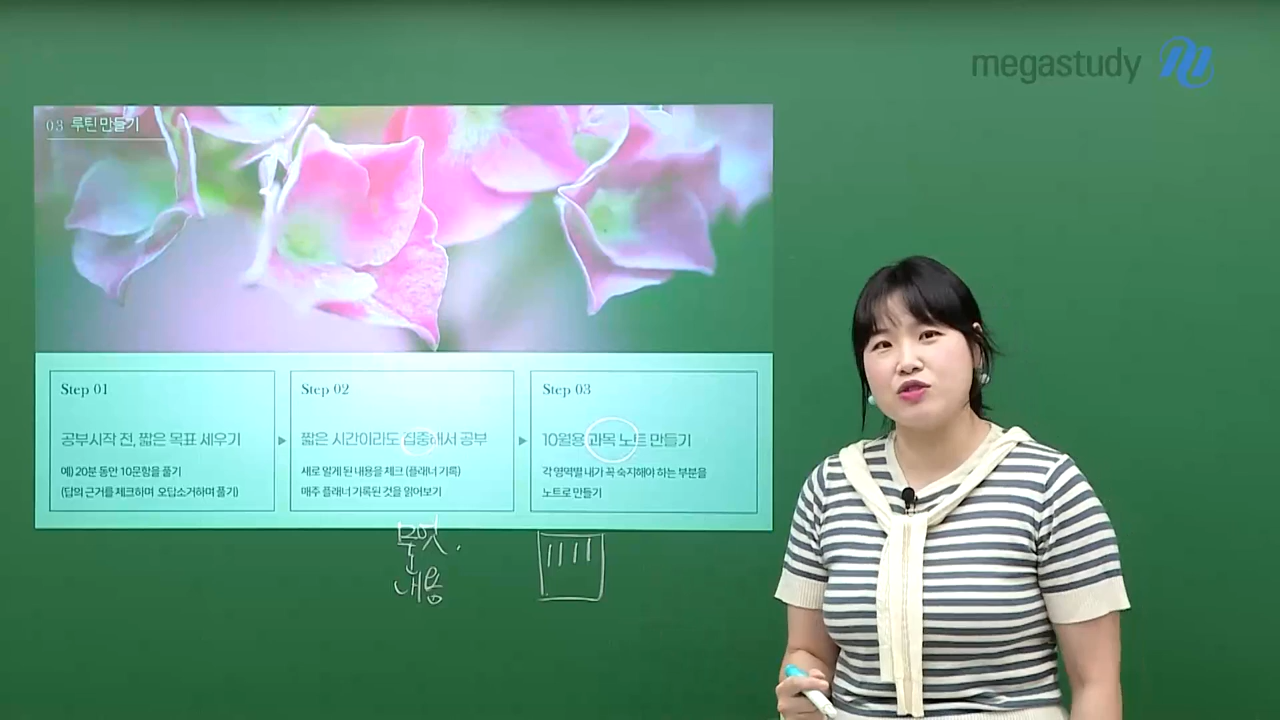 megastudy
03 루틴 만들기
Step 01
공부시작 전, 짧은 목표 세우기
예) 20분 동안 10문항을 풀기
(답의 근거를 체크하며 오답소거하며 풀기)
Step 02
짧은 시간이라도 집중해서 공부
새로 알게 된 내용을 체크 (플래너 기록)
매주 플래너 기록된 것을 읽어보기
Step 03
10월용 과목 노트 만들기
각 영역별 내가 꼭 숙지해야 하는 부분을
노트로 만들기
무엇.
내용